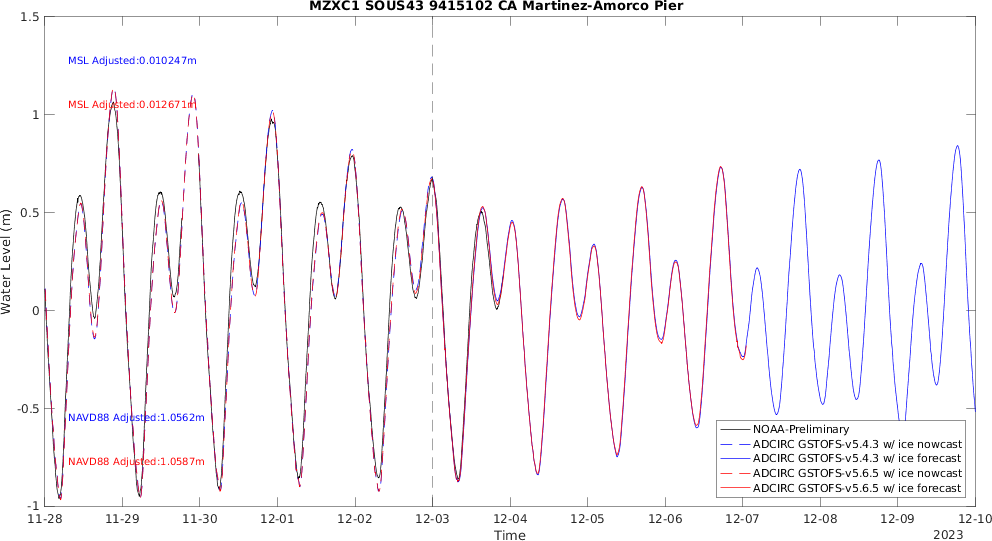 MZXC1 SOUS43 9415102 CA Martinez-Amorco Pier
1.5
1
0.5
0
-0.5
-1
Water Level (m)
MSL Adjusted:0.010247m
MSL Adjusted:0.012671m
NAVD88 Adjusted:1.0562m
NAVD88 Adjusted:1.0587m
NOAA-Preliminary
ADCIRC GSTOFS-v5.4.3 w/ ice nowcast
ADCIRC GSTOFS-v5.4.3 w/ ice forecast
ADCIRC GSTOFS-v5.6.5 w/ ice nowcast
ADCIRC GSTOFS-v5.6.5 w/ ice forecast
11-28 11-29 11-30 12-01 12-02 12-03 12-04 12-05 12-06 12-07 12-08 12-09 12-10
Time
2023